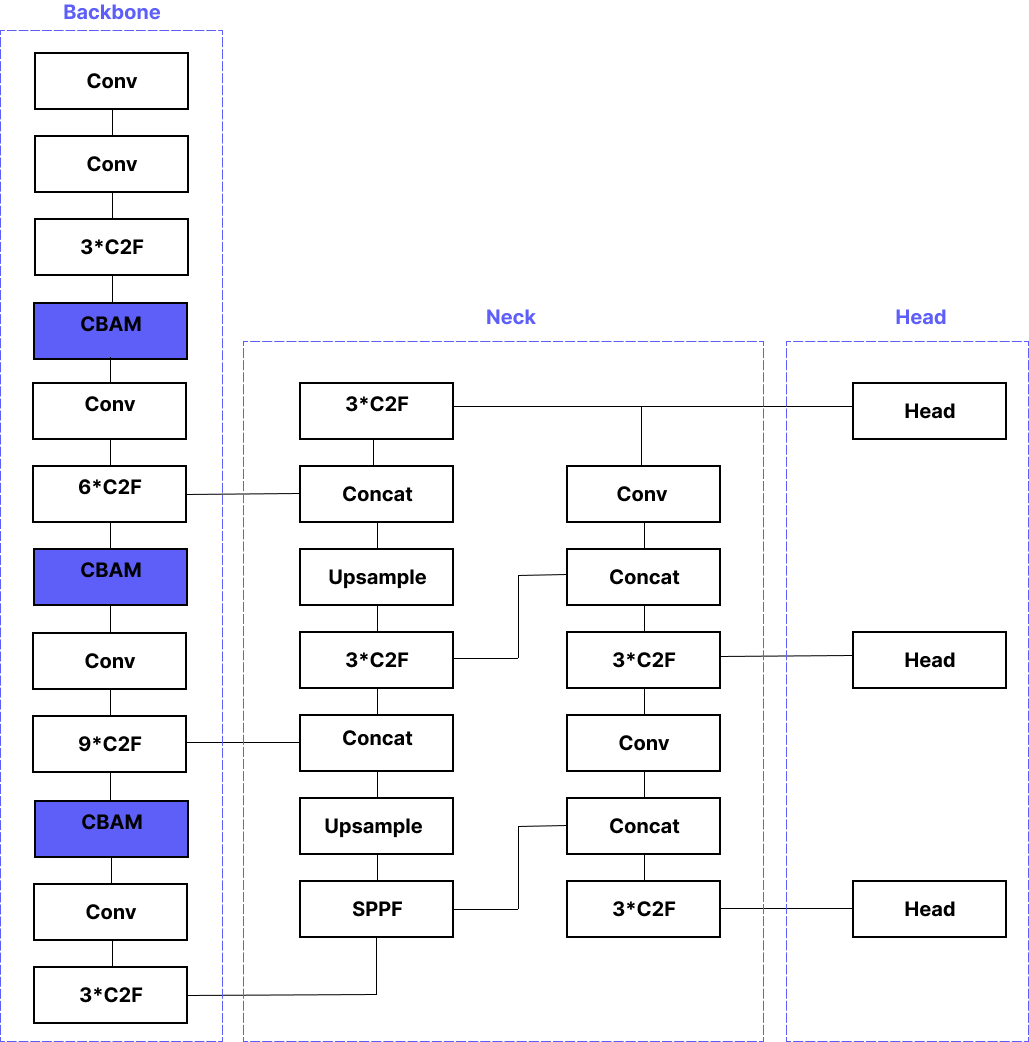 Backbone
Conv
Conv
3*C2F
CBAM
Conv
6*C2F
CBAM
Conv
9*C2F
CBAM
Conv
3*C2F
Neck
3*C2F
Concat
Upsample
3*C2F
Concat
Upsample
SPPF
Conv
Concat
3*C2F
Conv
Concat
3*C2F
Head
Head
Head
Head